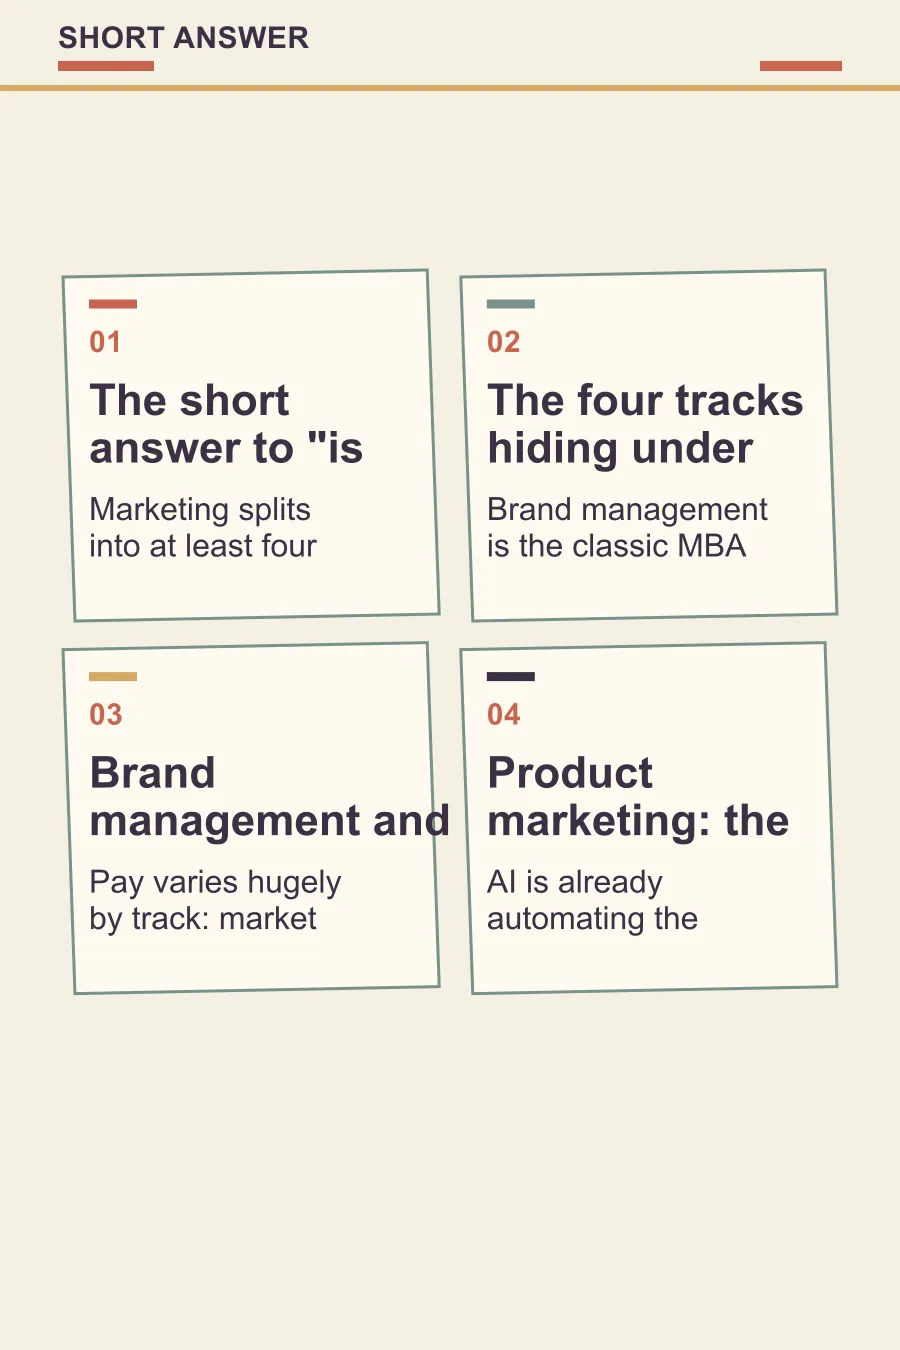 SHORT ANSWER
01
The short
answer to "is
Marketing splits
into at least four
02
The four tracks
hiding under
Brand management
is the classic MBA
03
Brand
management and
Pay varies hugely
by track: market
04
Product
marketing: the
AI is already
automating the